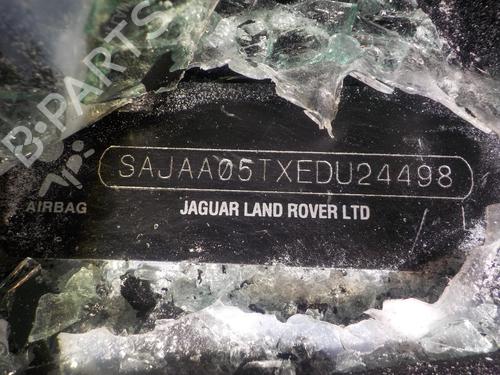 B-PARTS
SAJAA05TXEDU24498
AIRBAG
JAGUAR LAND ROVER LTD